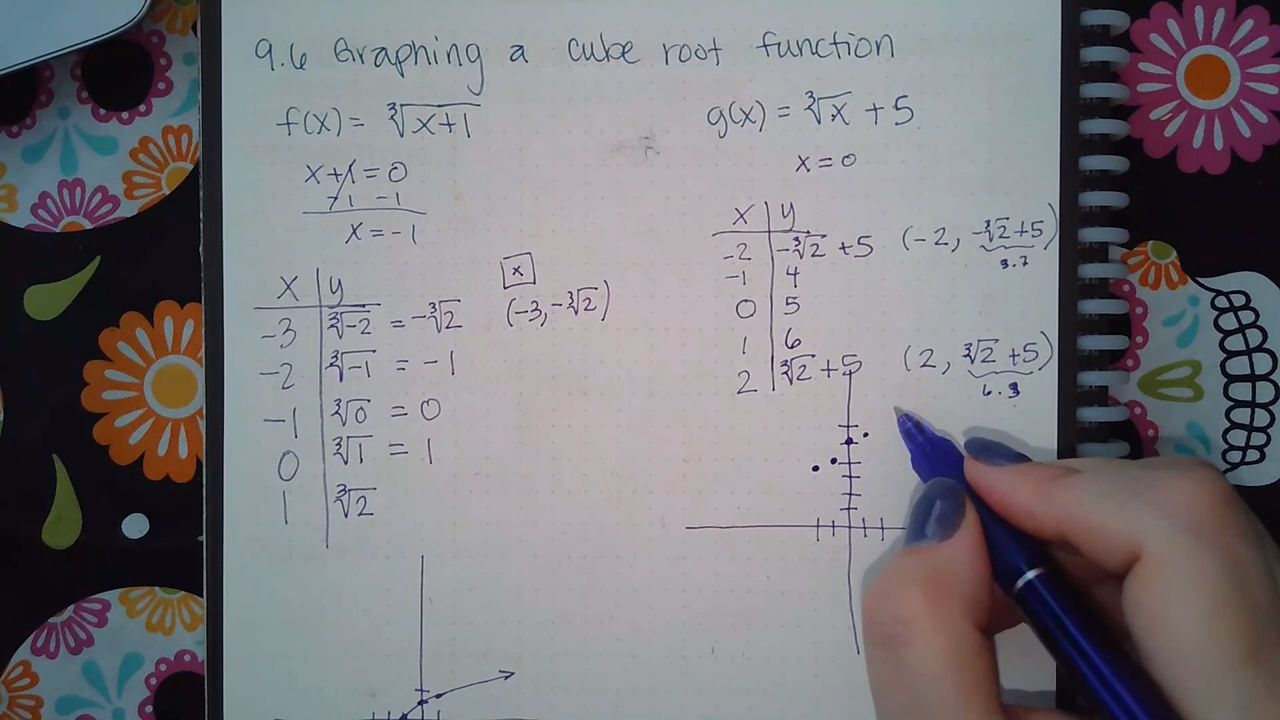 9.6 Graphing a cube root function
f(x) = ∛(x+1)
x+1 = 0
-1 -1
x = -1
x | y
-3 | ∛-2 = -∛2
-2 | ∛-1 = -1
-1 | ∛0 = 0
0 | ∛1 = 1
1 | ∛2
x
(-3, -∛2)
g(x) = ∛x + 5
x = 0
x | y
-2 | -∛2 + 5
-1 | 4
0 | 5
1 | 6
2 | ∛2 + 5
(-2, -∛2 + 5)
3.7
(2, ∛2 + 5)
6.3